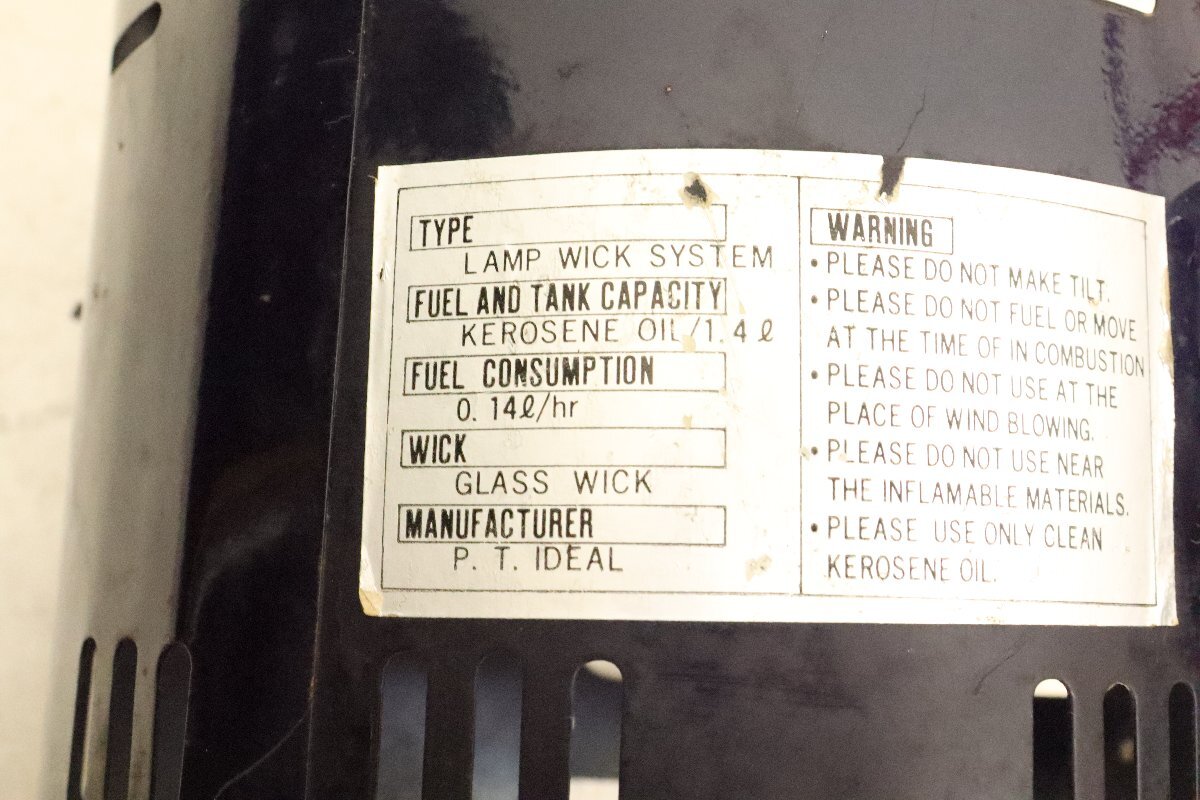 TYPE
LAMP WICK SYSTEM
FUEL AND TANK CAPACITY
KEROSENE OIL/1.4 ℓ
FUEL CONSUMPTION
0.14ℓ/hr
WICK
GLASS WICK
MANUFACTURER
P. T. IDEAL
WARNING
• PLEASE DO NOT MAKE TILT.
• PLEASE DO NOT FUEL OR MOVE
AT THE TIME OF IN COMBUSTION
• PLEASE DO NOT USE AT THE
PLACE OF WIND BLOWING.
• PLEASE DO NOT USE NEAR
THE INFLAMABLE MATERIALS.
• PLEASE USE ONLY CLEAN
KEROSENE OIL.